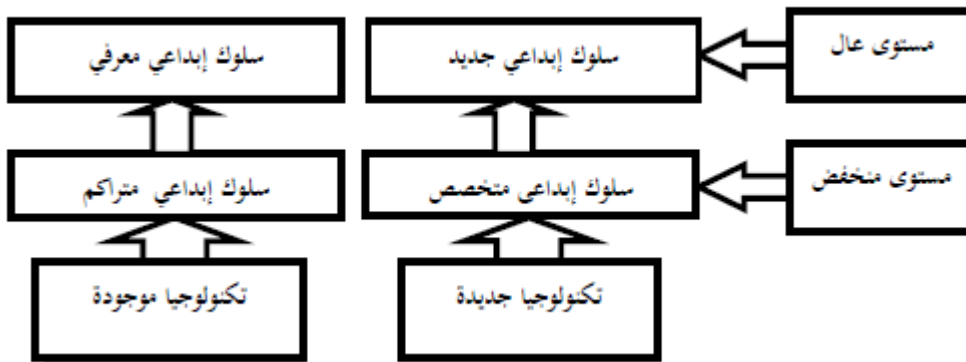 مستوى عال
سلوك إبداعي جديد
سلوك إبداعي معرفي
مستوى منخفض
سلوك إبداعي متخصص
سلوك إبداعي متراكم
تكنولوجيا جديدة
تكنولوجيا موجودة